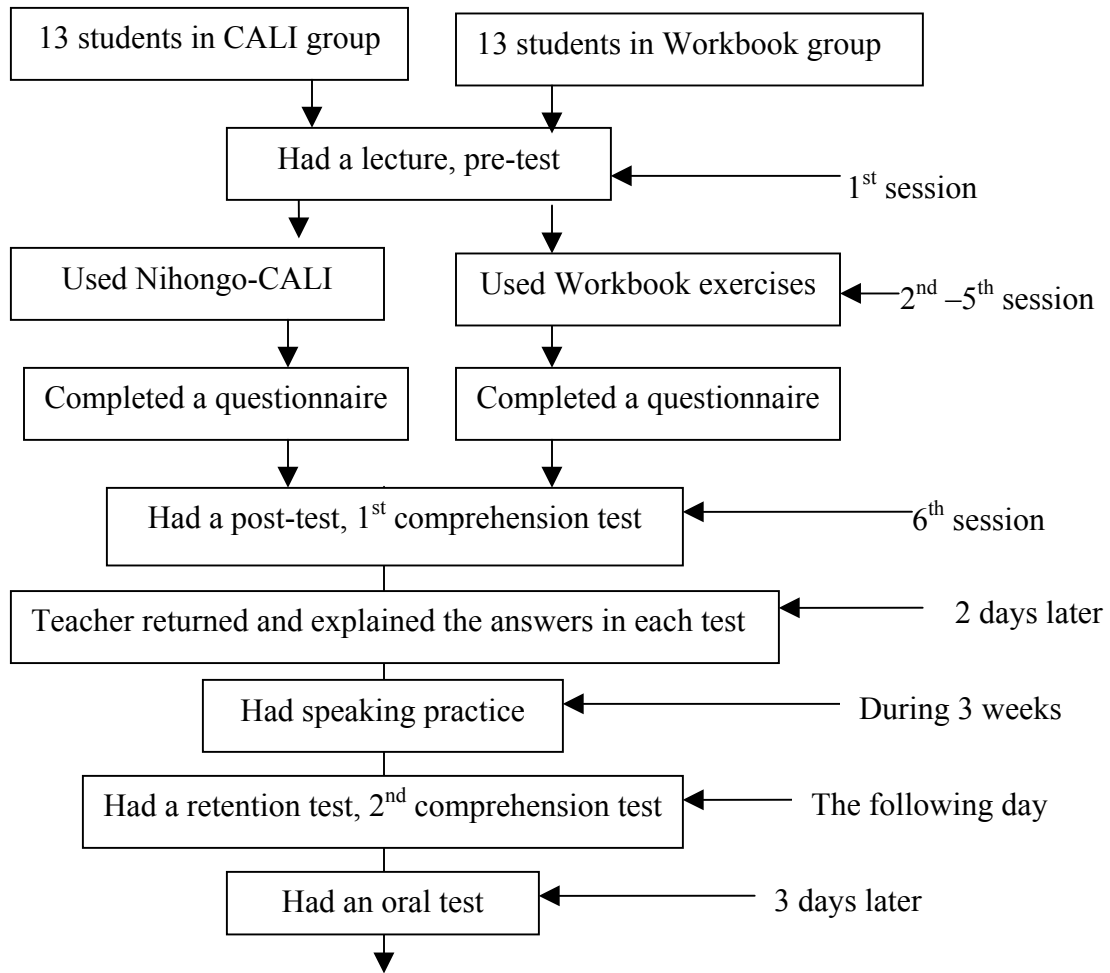 13 students in CALI group
13 students in Workbook group
Had a lecture, pre-test
1st session
Used Nihongo-CALI
Used Workbook exercises
2nd –5th session
Completed a questionnaire
Completed a questionnaire
Had a post-test, 1st comprehension test
6th session
Teacher returned and explained the answers in each test
2 days later
Had speaking practice
During 3 weeks
Had a retention test, 2nd comprehension test
The following day
Had an oral test
3 days later